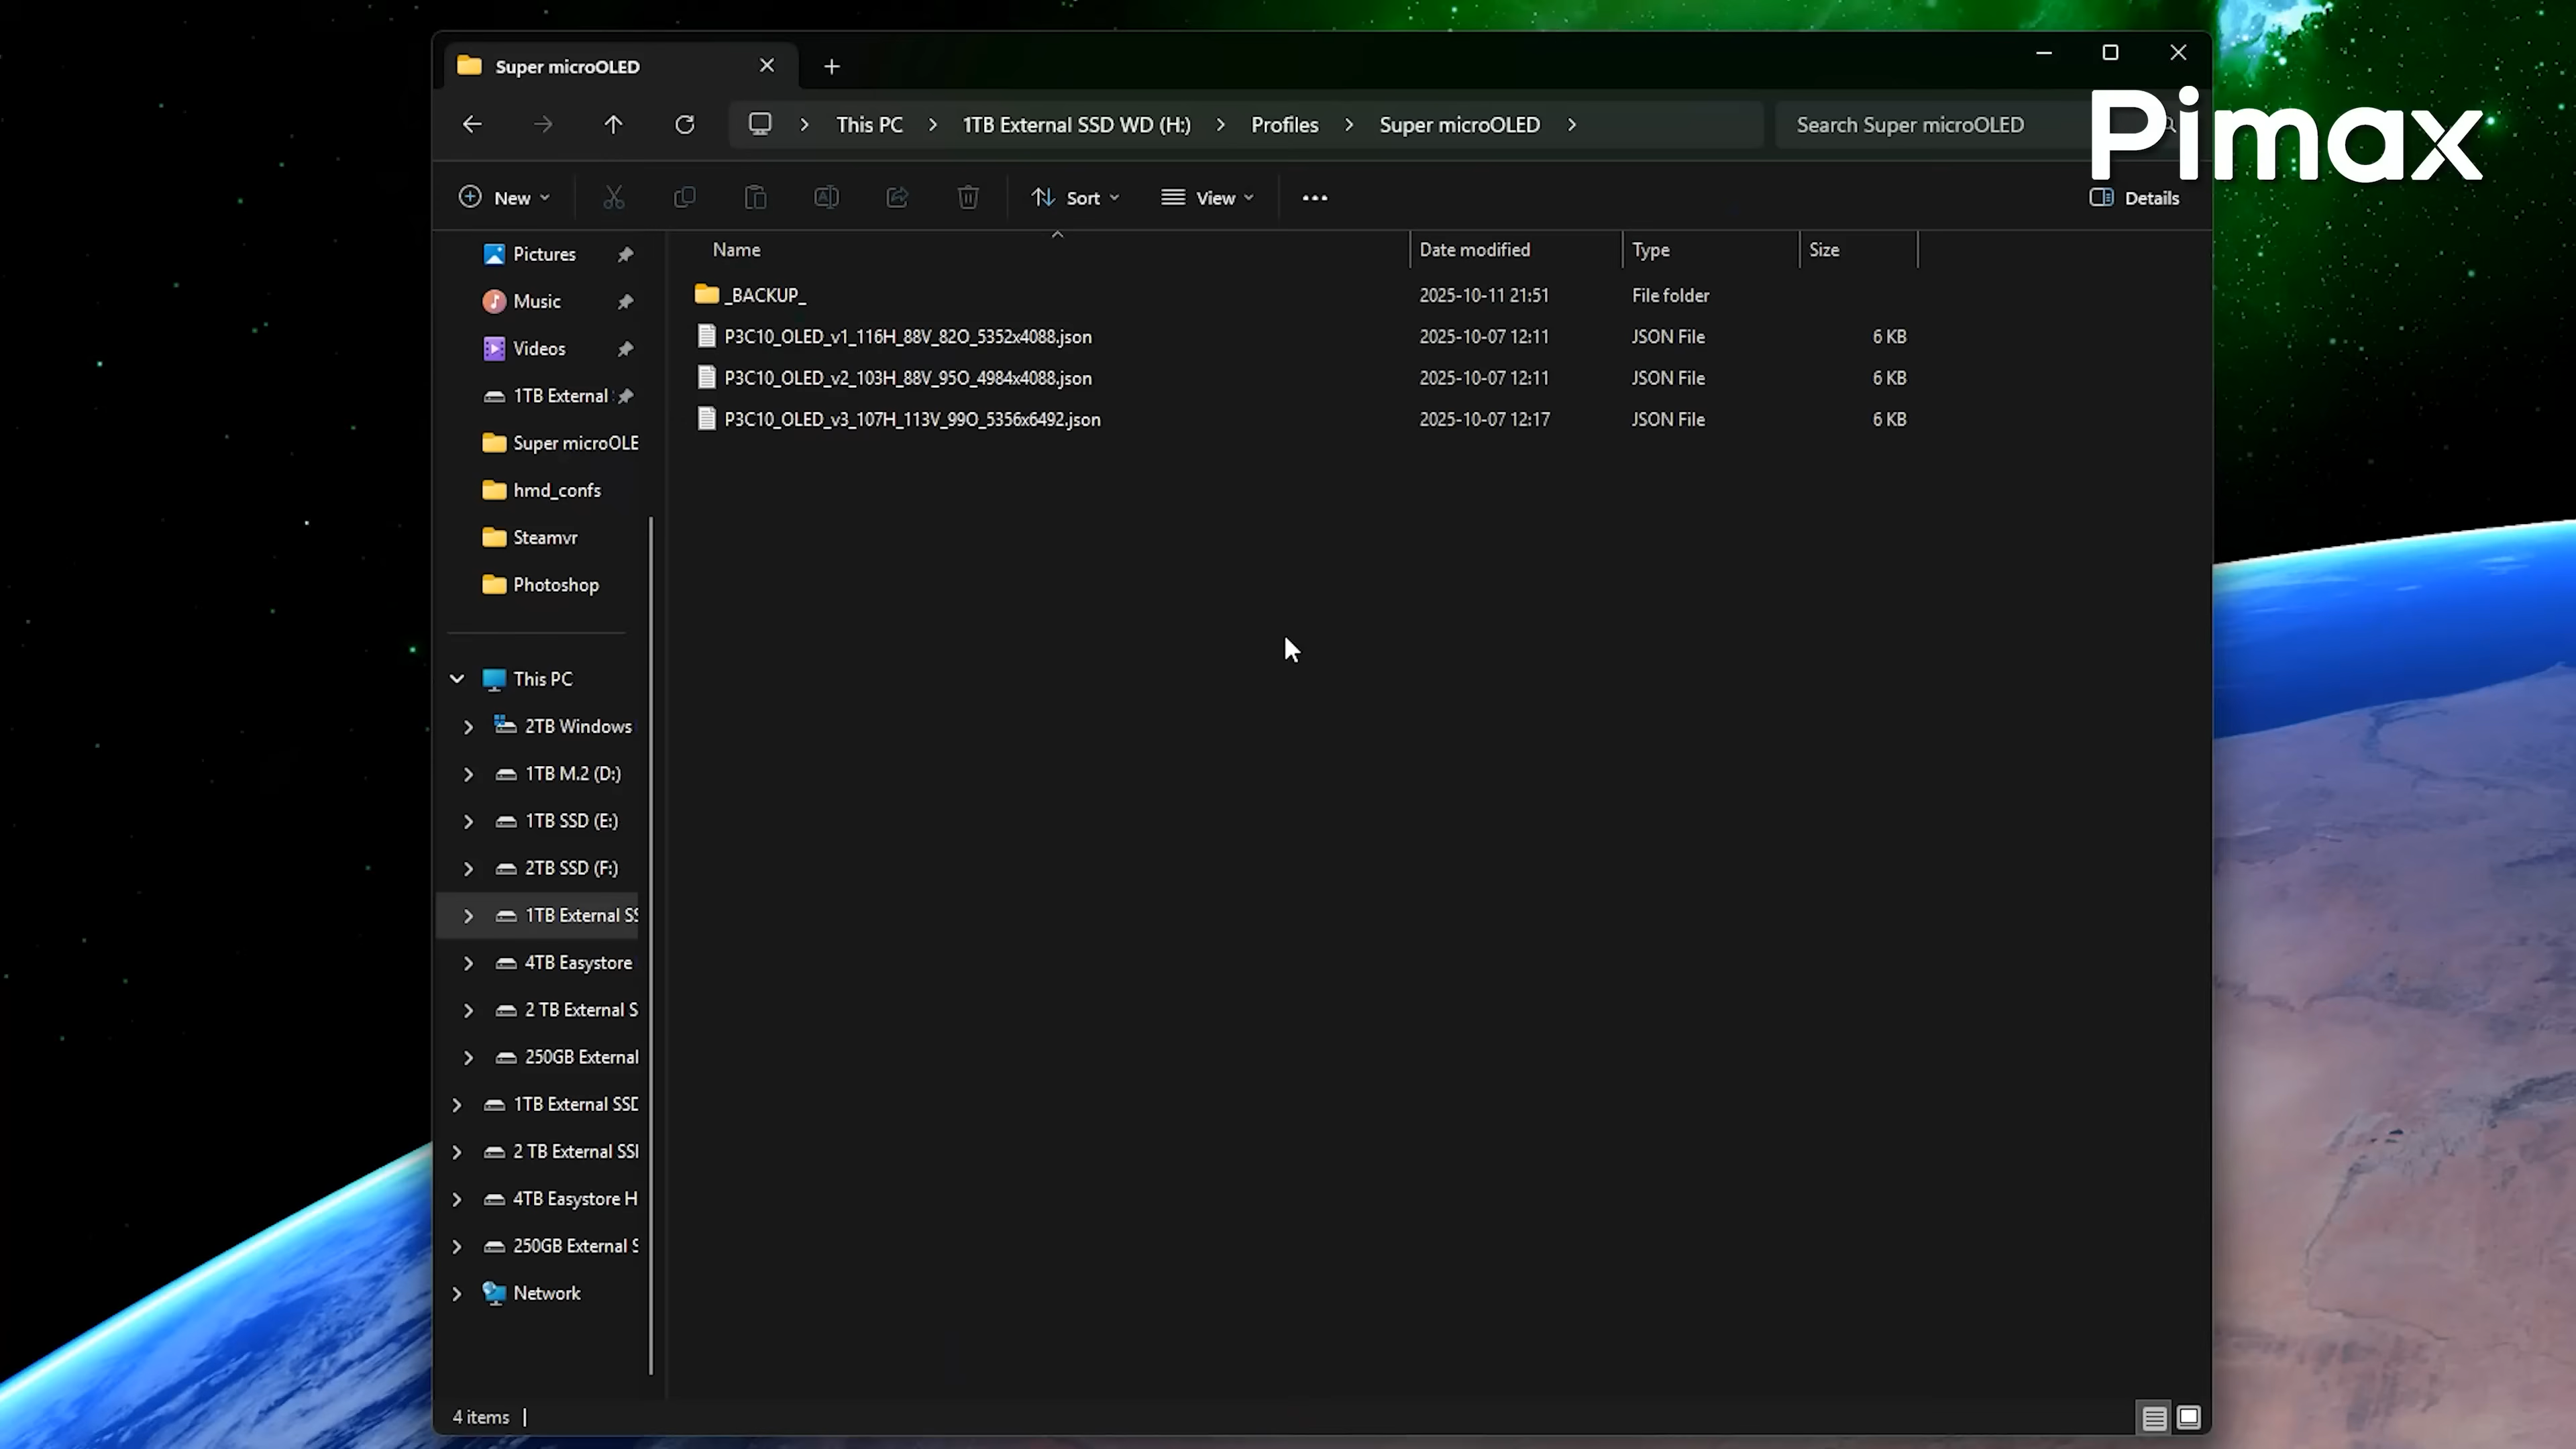 Super microOLED
Pimax
This PC > 1TB External SSD WD (H:) > Profiles > Super microOLED >
Search Super microOLED
New
Sort
View
Details
Name
Date modified
Type
Size
_BACKUP_
2025-10-11 21:51
File folder
P3C10_OLED_v1_116H_88V_82O_5352x4088.json
2025-10-07 12:11
JSON File
6 KB
P3C10_OLED_v2_103H_88V_95O_4984x4088.json
2025-10-07 12:11
JSON File
6 KB
P3C10_OLED_v3_107H_113V_99O_5356x6492.json
2025-10-07 12:17
JSON File
6 KB
Pictures
Music
Videos
1TB External
Super microOLE
hmd_confs
Steamvr
Photoshop
This PC
2TB Windows
1TB M.2 (D:)
1TB SSD (E:)
2TB SSD (F:)
1TB External SS
4TB Easystore
2 TB External S
250GB External
1TB External SSD
2 TB External SSI
4TB Easystore H
250GB External S
Network
4 items